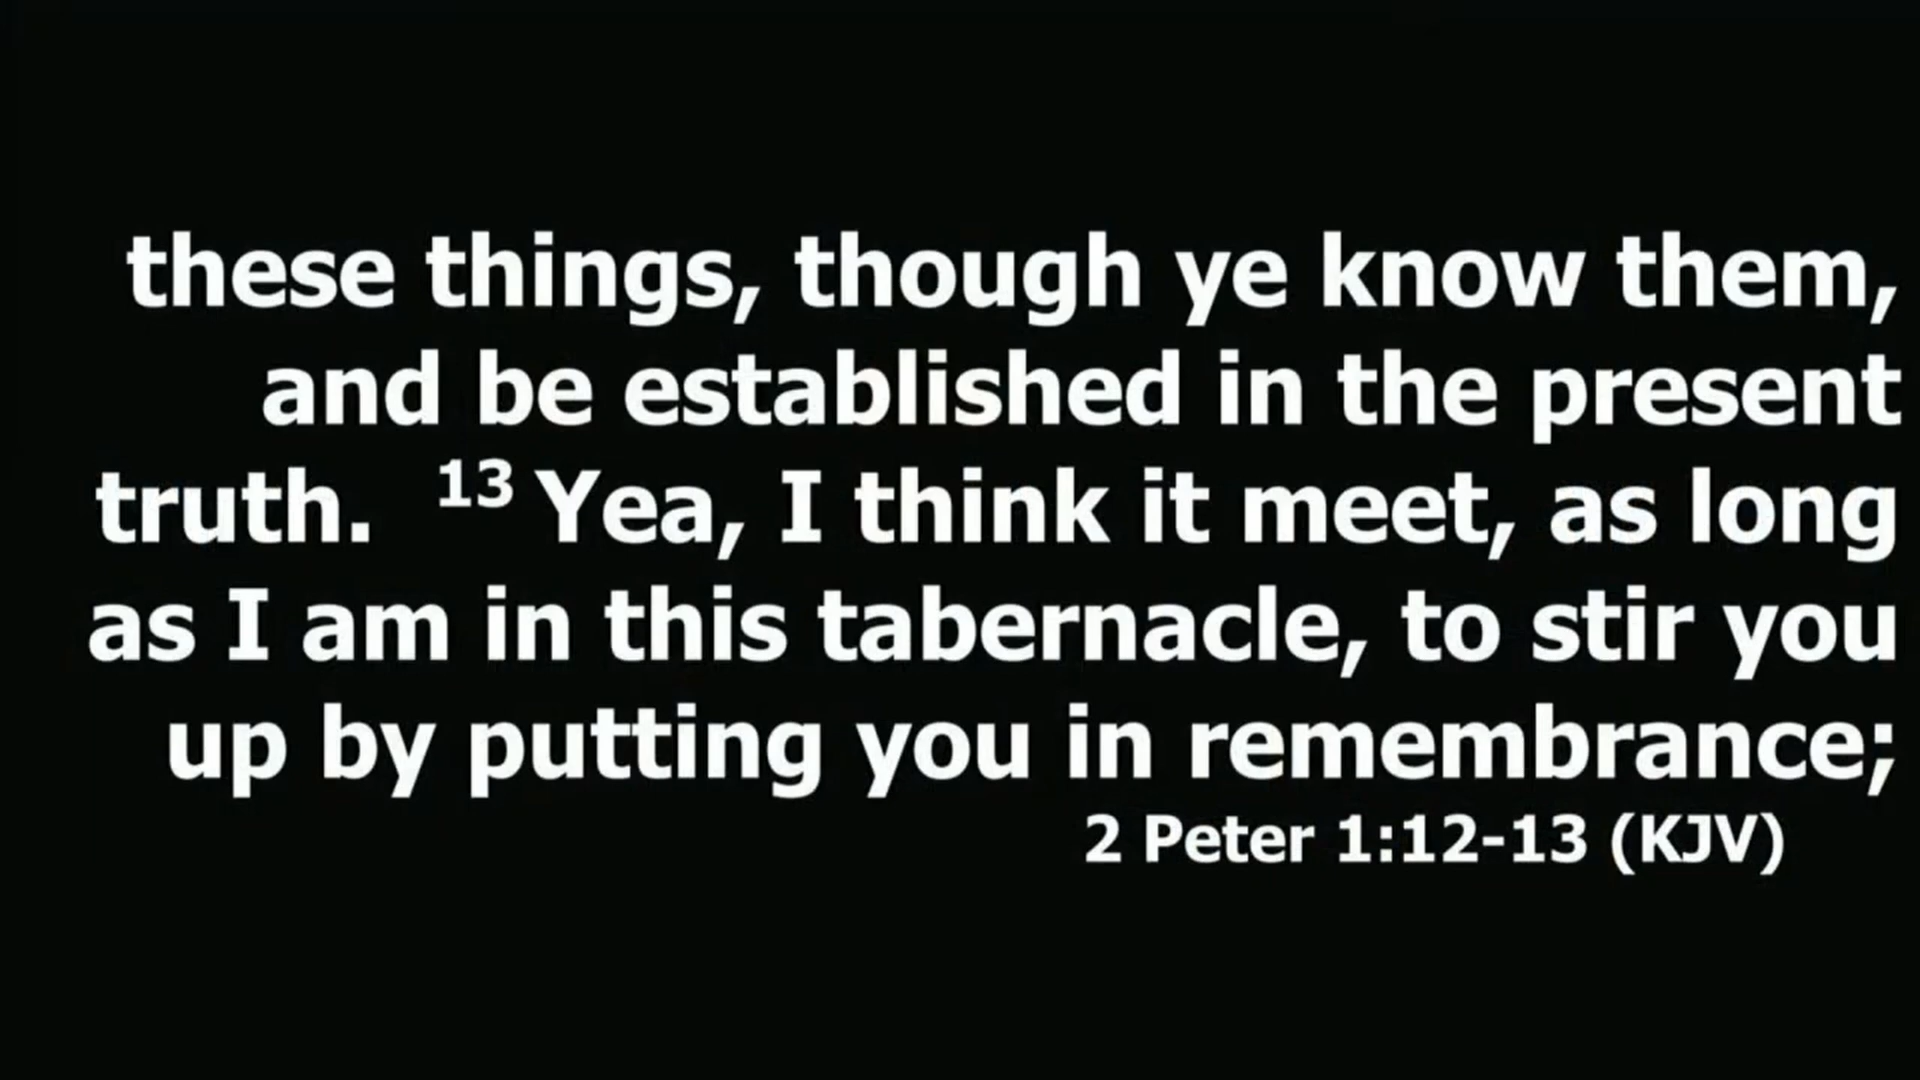 these things, though ye know them,
and be established in the present
truth. 13 Yea, I think it meet, as long
as I am in this tabernacle, to stir you
up by putting you in remembrance;
2 Peter 1:12-13 (KJV)